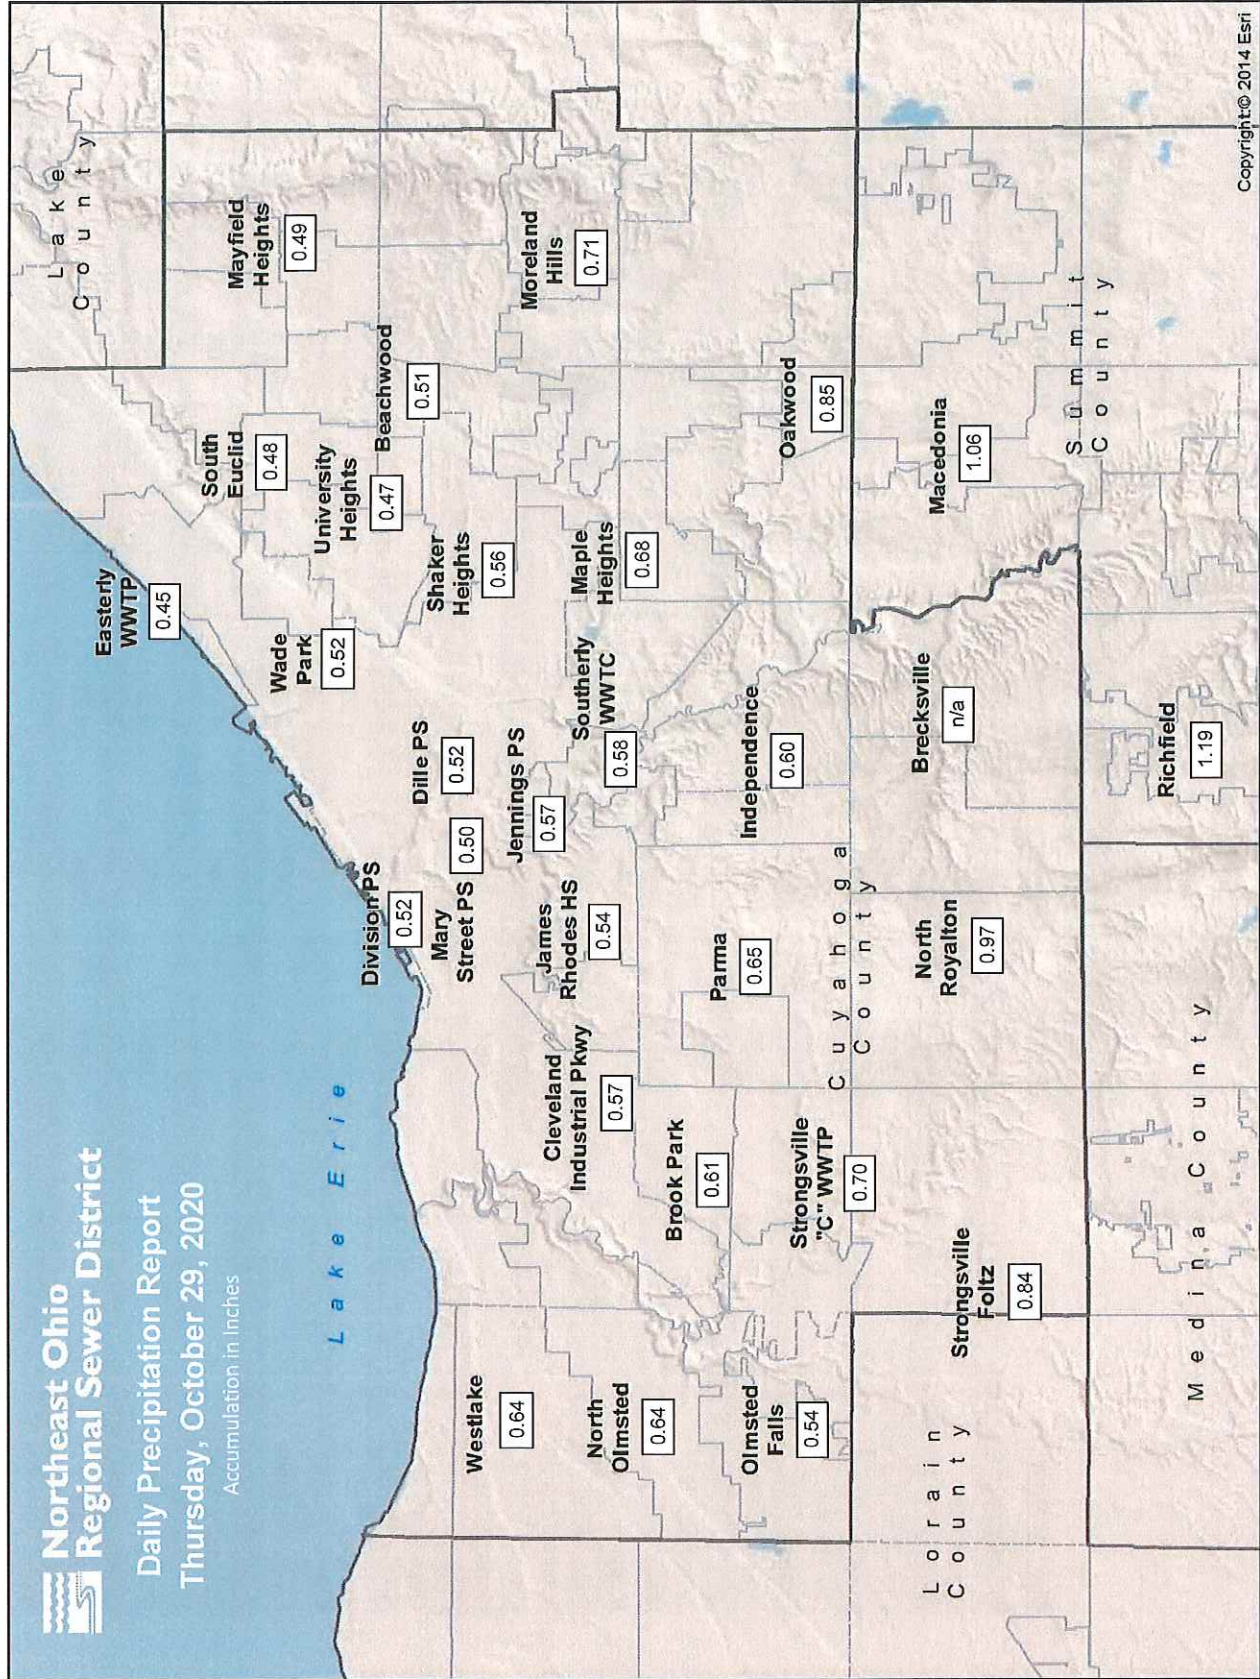 Northeast Ohio
Regional Sewer District
Daily Precipitation Report
Thursday, October 29, 2020
Accumulation in Inches
Lake Erie
Lake
County
Easterly
WWTP
0.45
South
Euclid
0.48
Mayfield
Heights
0.49
Wade
Park
0.52
University
Heights
0.47
Beachwood
0.51
Division PS
0.52
Dille PS
0.52
Mary
Street PS
0.50
Shaker
Heights
0.56
Westlake
0.64
Jennings PS
0.57
Moreland
Hills
0.71
James
Rhodes HS
0.54
Cleveland
Industrial Pkwy
0.57
Southerly
WWTC
0.58
Maple
Heights
0.68
North
Olmsted
0.64
Brook Park
0.61
Parma
0.65
Independence
0.60
Oakwood
0.85
Olmsted
Falls
0.54
Strongsville
"C" WWTP
0.70
Cuyahoga
County
Lorain
County
Strongsville
Foltz
0.84
North
Royalton
0.97
Brecksville
n/a
Macedonia
1.06
Summit
County
Medina County
Richfield
1.19
Copyright:© 2014 Esri